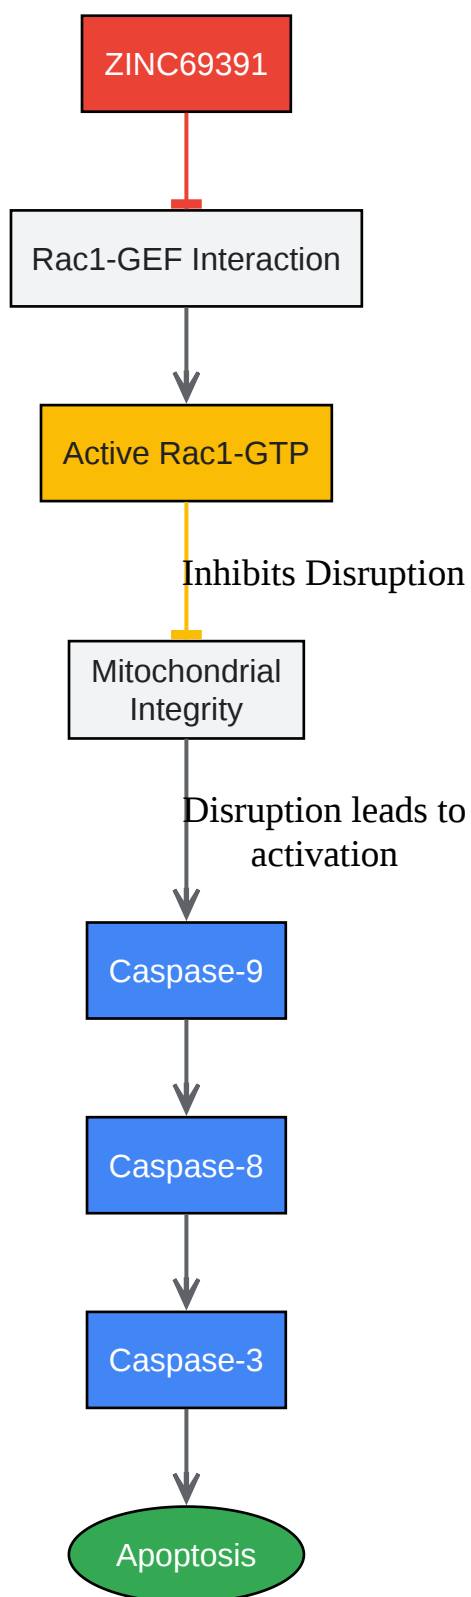 ZINC69391
Rac1-GEF Interaction
Active Rac1-GTP
Inhibits Disruption
Mitochondrial
Integrity
Disruption leads to
activation
Caspase-9
Caspase-8
Caspase-3
Apoptosis